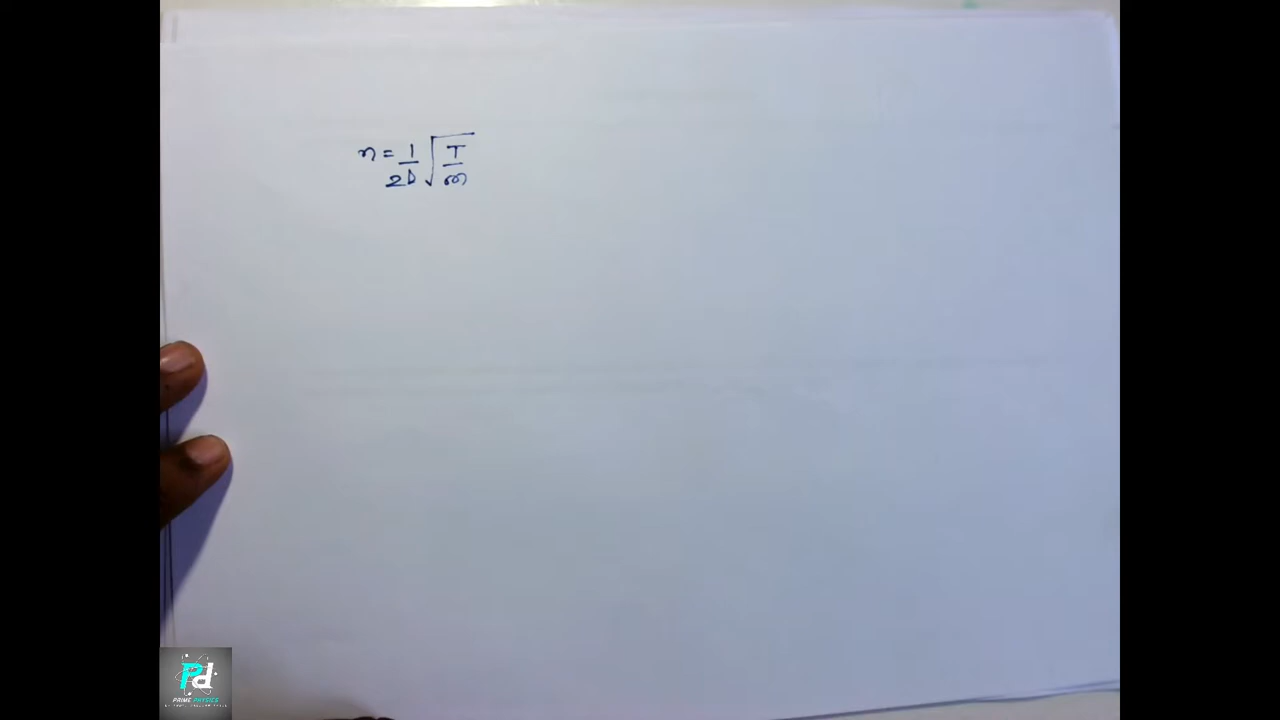 n = 1/2l √T/m
Pd
PRIME PHYSICS